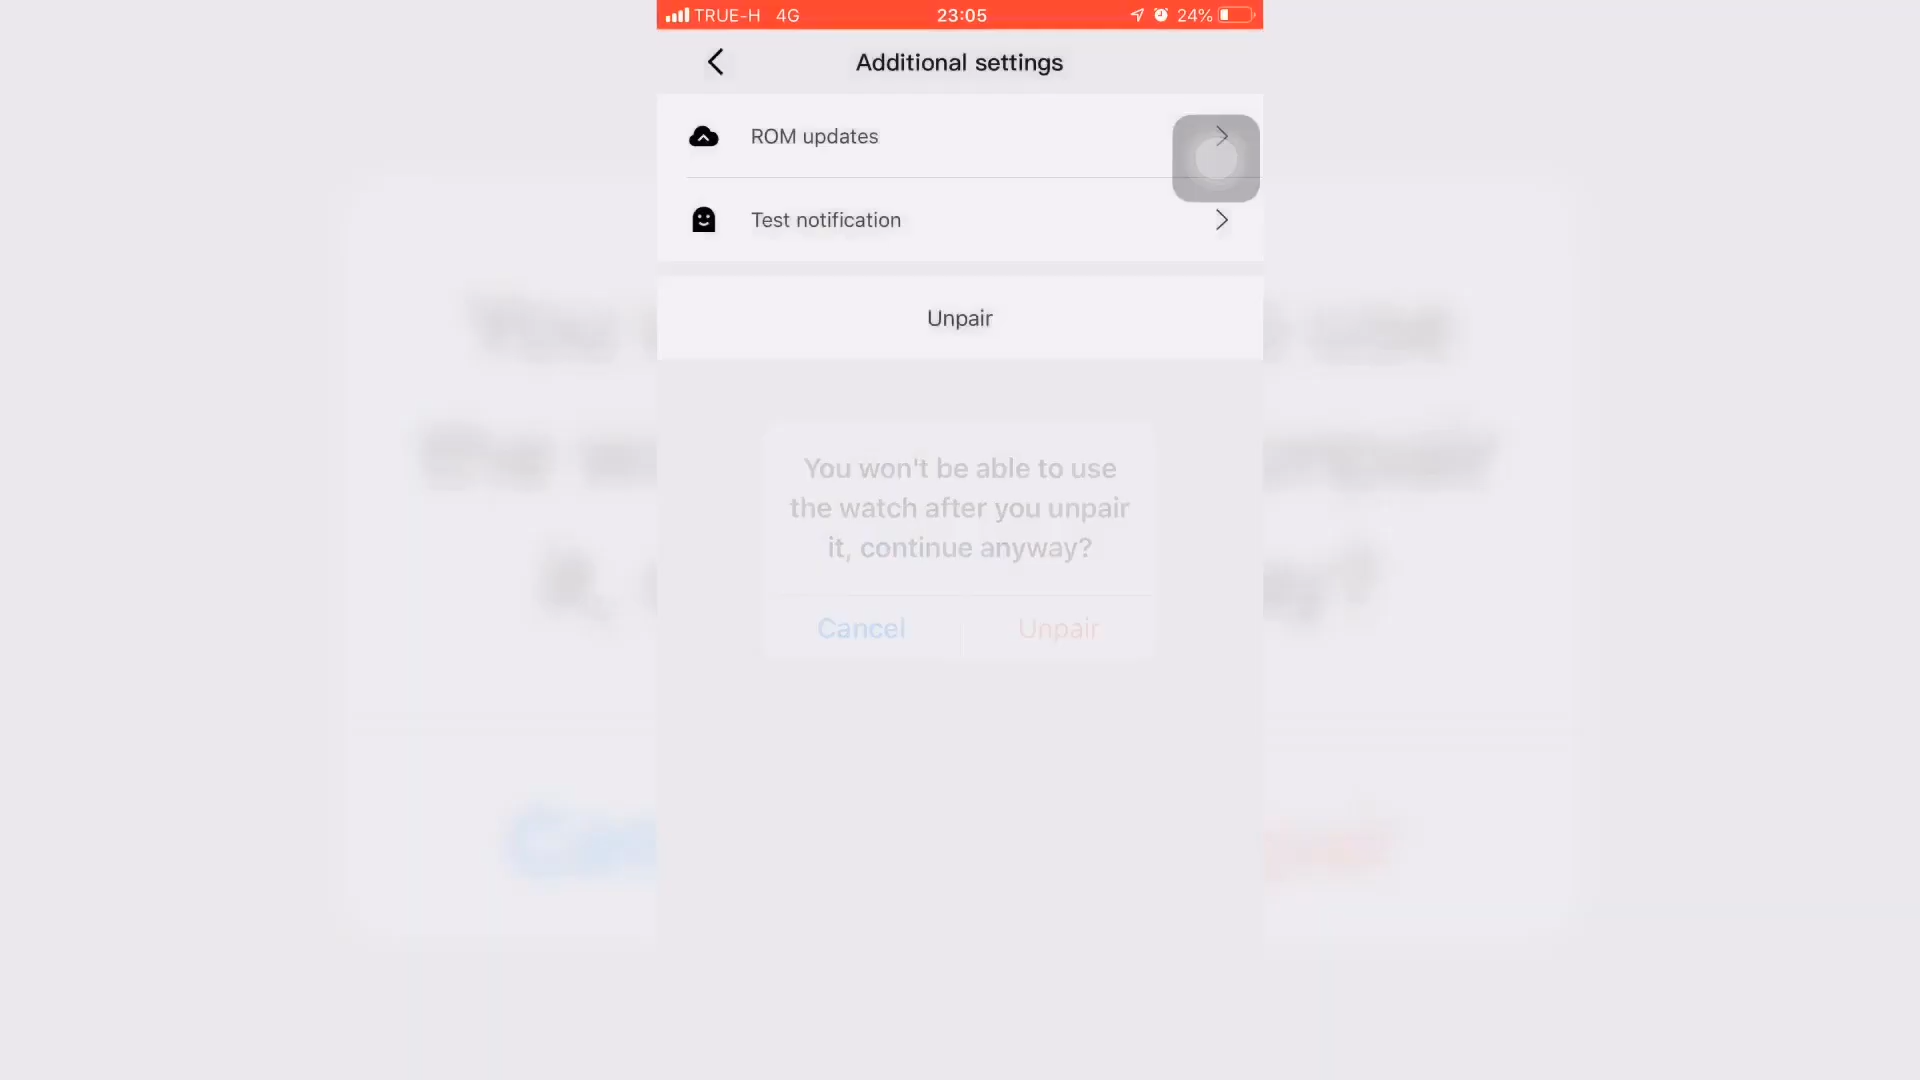 TRUE-H 4G 23:05 24%
Additional settings
ROM updates
Test notification
Unpair
You won't be able to use
the watch after you unpair
it, continue anyway?
Cancel Unpair